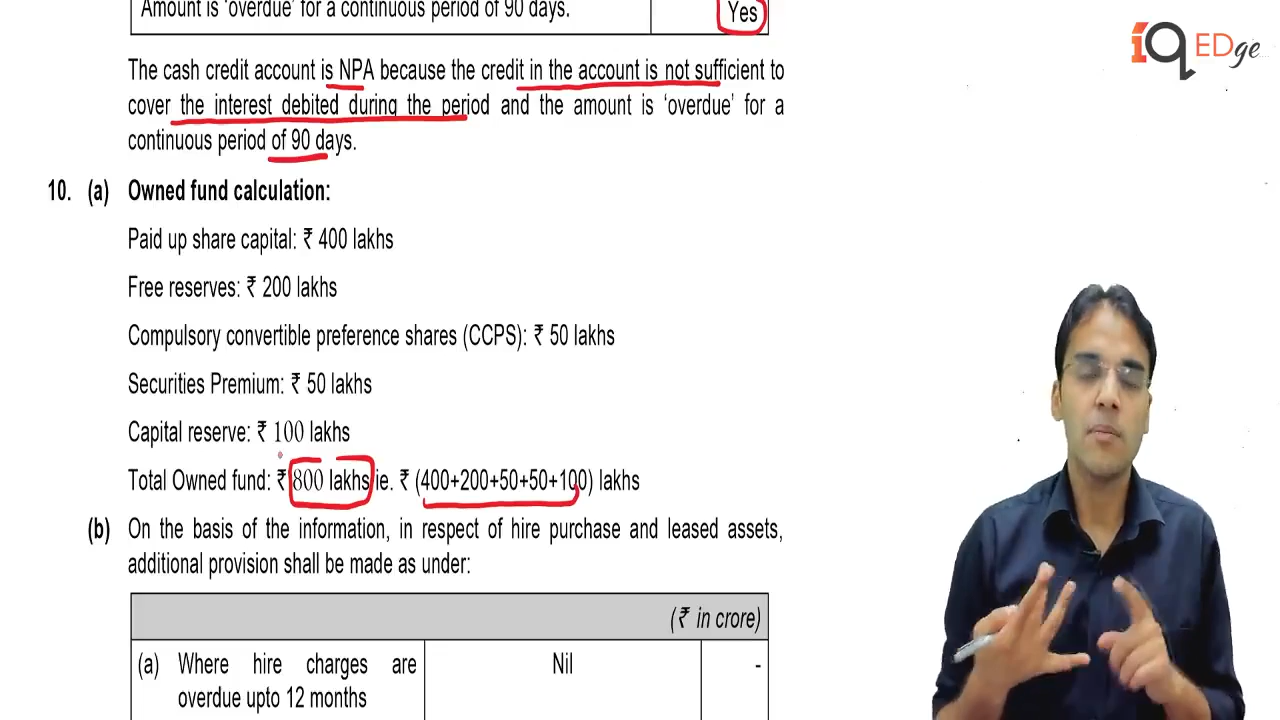 Amount is 'overdue' for a continuous period of 90 days.
Yes
iQ EDge
The cash credit account is NPA because the credit in the account is not sufficient to
cover the interest debited during the period and the amount is 'overdue' for a
continuous period of 90 days.
10. (a) Owned fund calculation:
Paid up share capital: ₹ 400 lakhs
Free reserves: ₹ 200 lakhs
Compulsory convertible preference shares (CCPS): ₹ 50 lakhs
Securities Premium: ₹ 50 lakhs
Capital reserve: ₹ 100 lakhs
Total Owned fund: ₹ 800 lakhs ie. ₹ (400+200+50+50+100) lakhs
(b) On the basis of the information, in respect of hire purchase and leased assets,
additional provision shall be made as under:
(₹ in crore)
(a) Where hire charges are Nil -
overdue upto 12 months